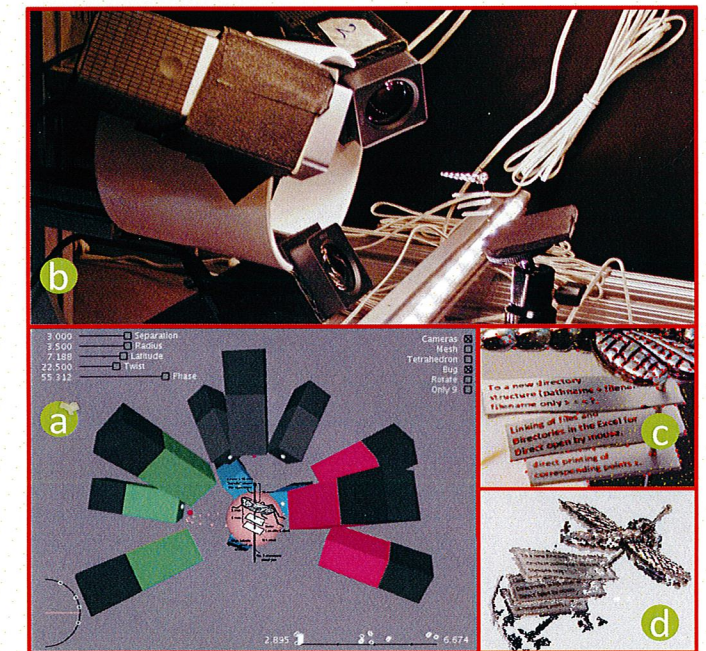 2
b
3.000 Separation
3.500 Radius
7.188 Latitude
22.500 Twist
55.312 Phase
Cameras
Mesh
Tetrahedron
Bug
Rotate
Only 9
a
2.895
6.674
To a new directory
structure (pathname + filename
filename only
Linking of files and
Directories in the Excel for
Direct open by mouse.
direct printing of
corresponding points
c
d